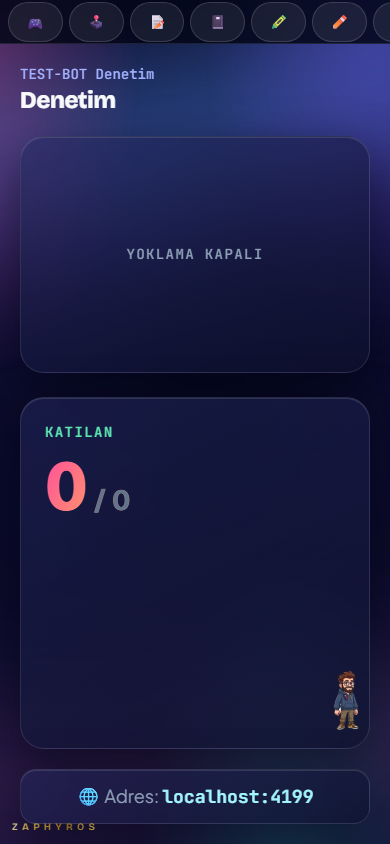 TEST-BOT Denetim
Denetim
YOKLAMA KAPALI
KATILAN
0 / 0
Adres: localhost:4199
ZAPHYROS